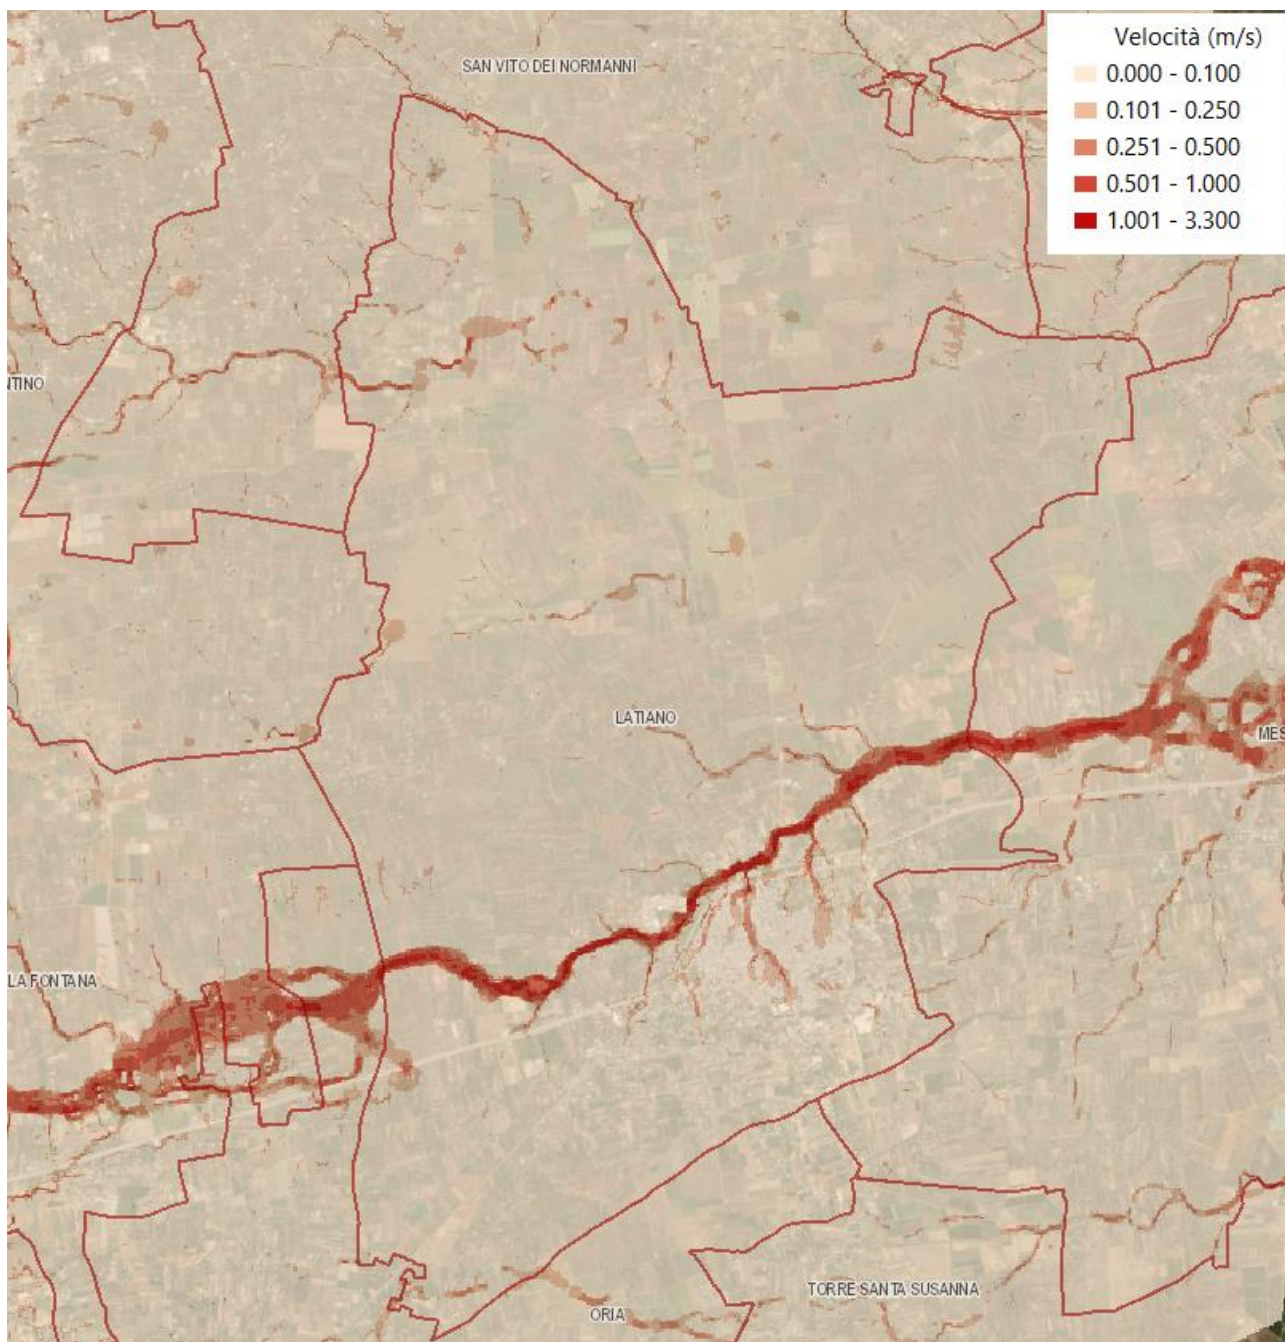 Velocità (m/s)
0.000 - 0.100
0.101 - 0.250
0.251 - 0.500
0.501 - 1.000
1.001 - 3.300
SAN VITO DEI NORMANNI
NTINO
LATIANO
MES
LA FONTANA
TORRE SANTA SUSANNA
ORIA